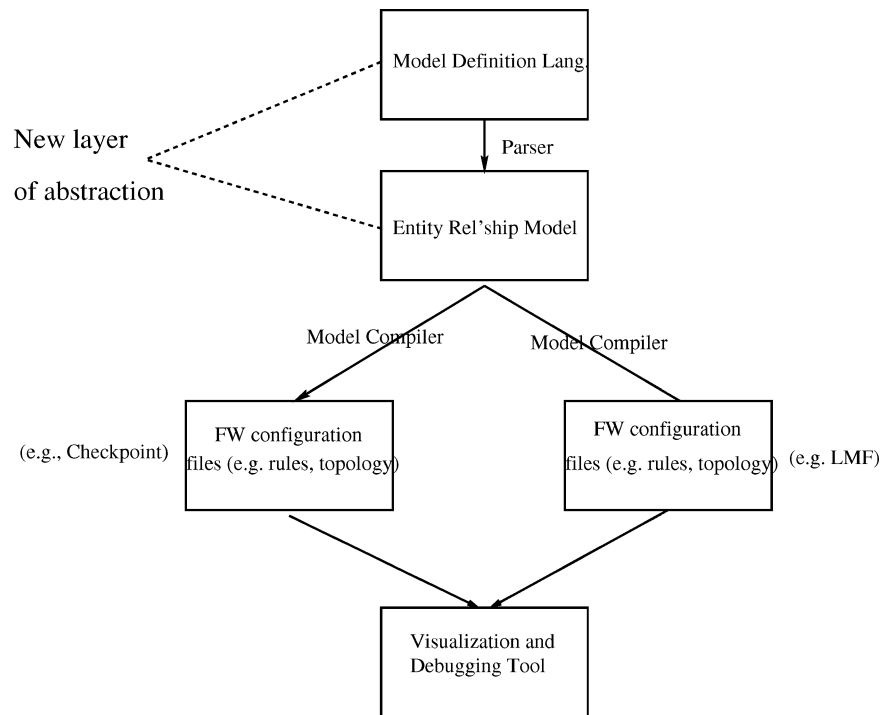 Model Definition Lang.
New layer
of abstraction
Parser
Entity Rel'ship Model
Model Compiler
Model Compiler
(e.g., Checkpoint)
FW configuration
files (e.g. rules, topology)
FW configuration
files (e.g. rules, topology)
(e.g. LMF)
Visualization and
Debugging Tool